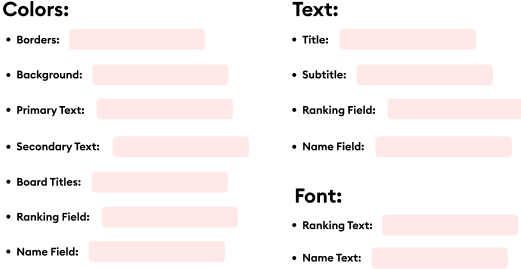 Colors:
• Borders:
• Background:
• Primary Text:
• Secondary Text:
• Board Titles:
• Ranking Field:
• Name Field:
Text:
• Title:
• Subtitle:
• Ranking Field:
• Name Field:
Font:
• Ranking Text:
• Name Text: